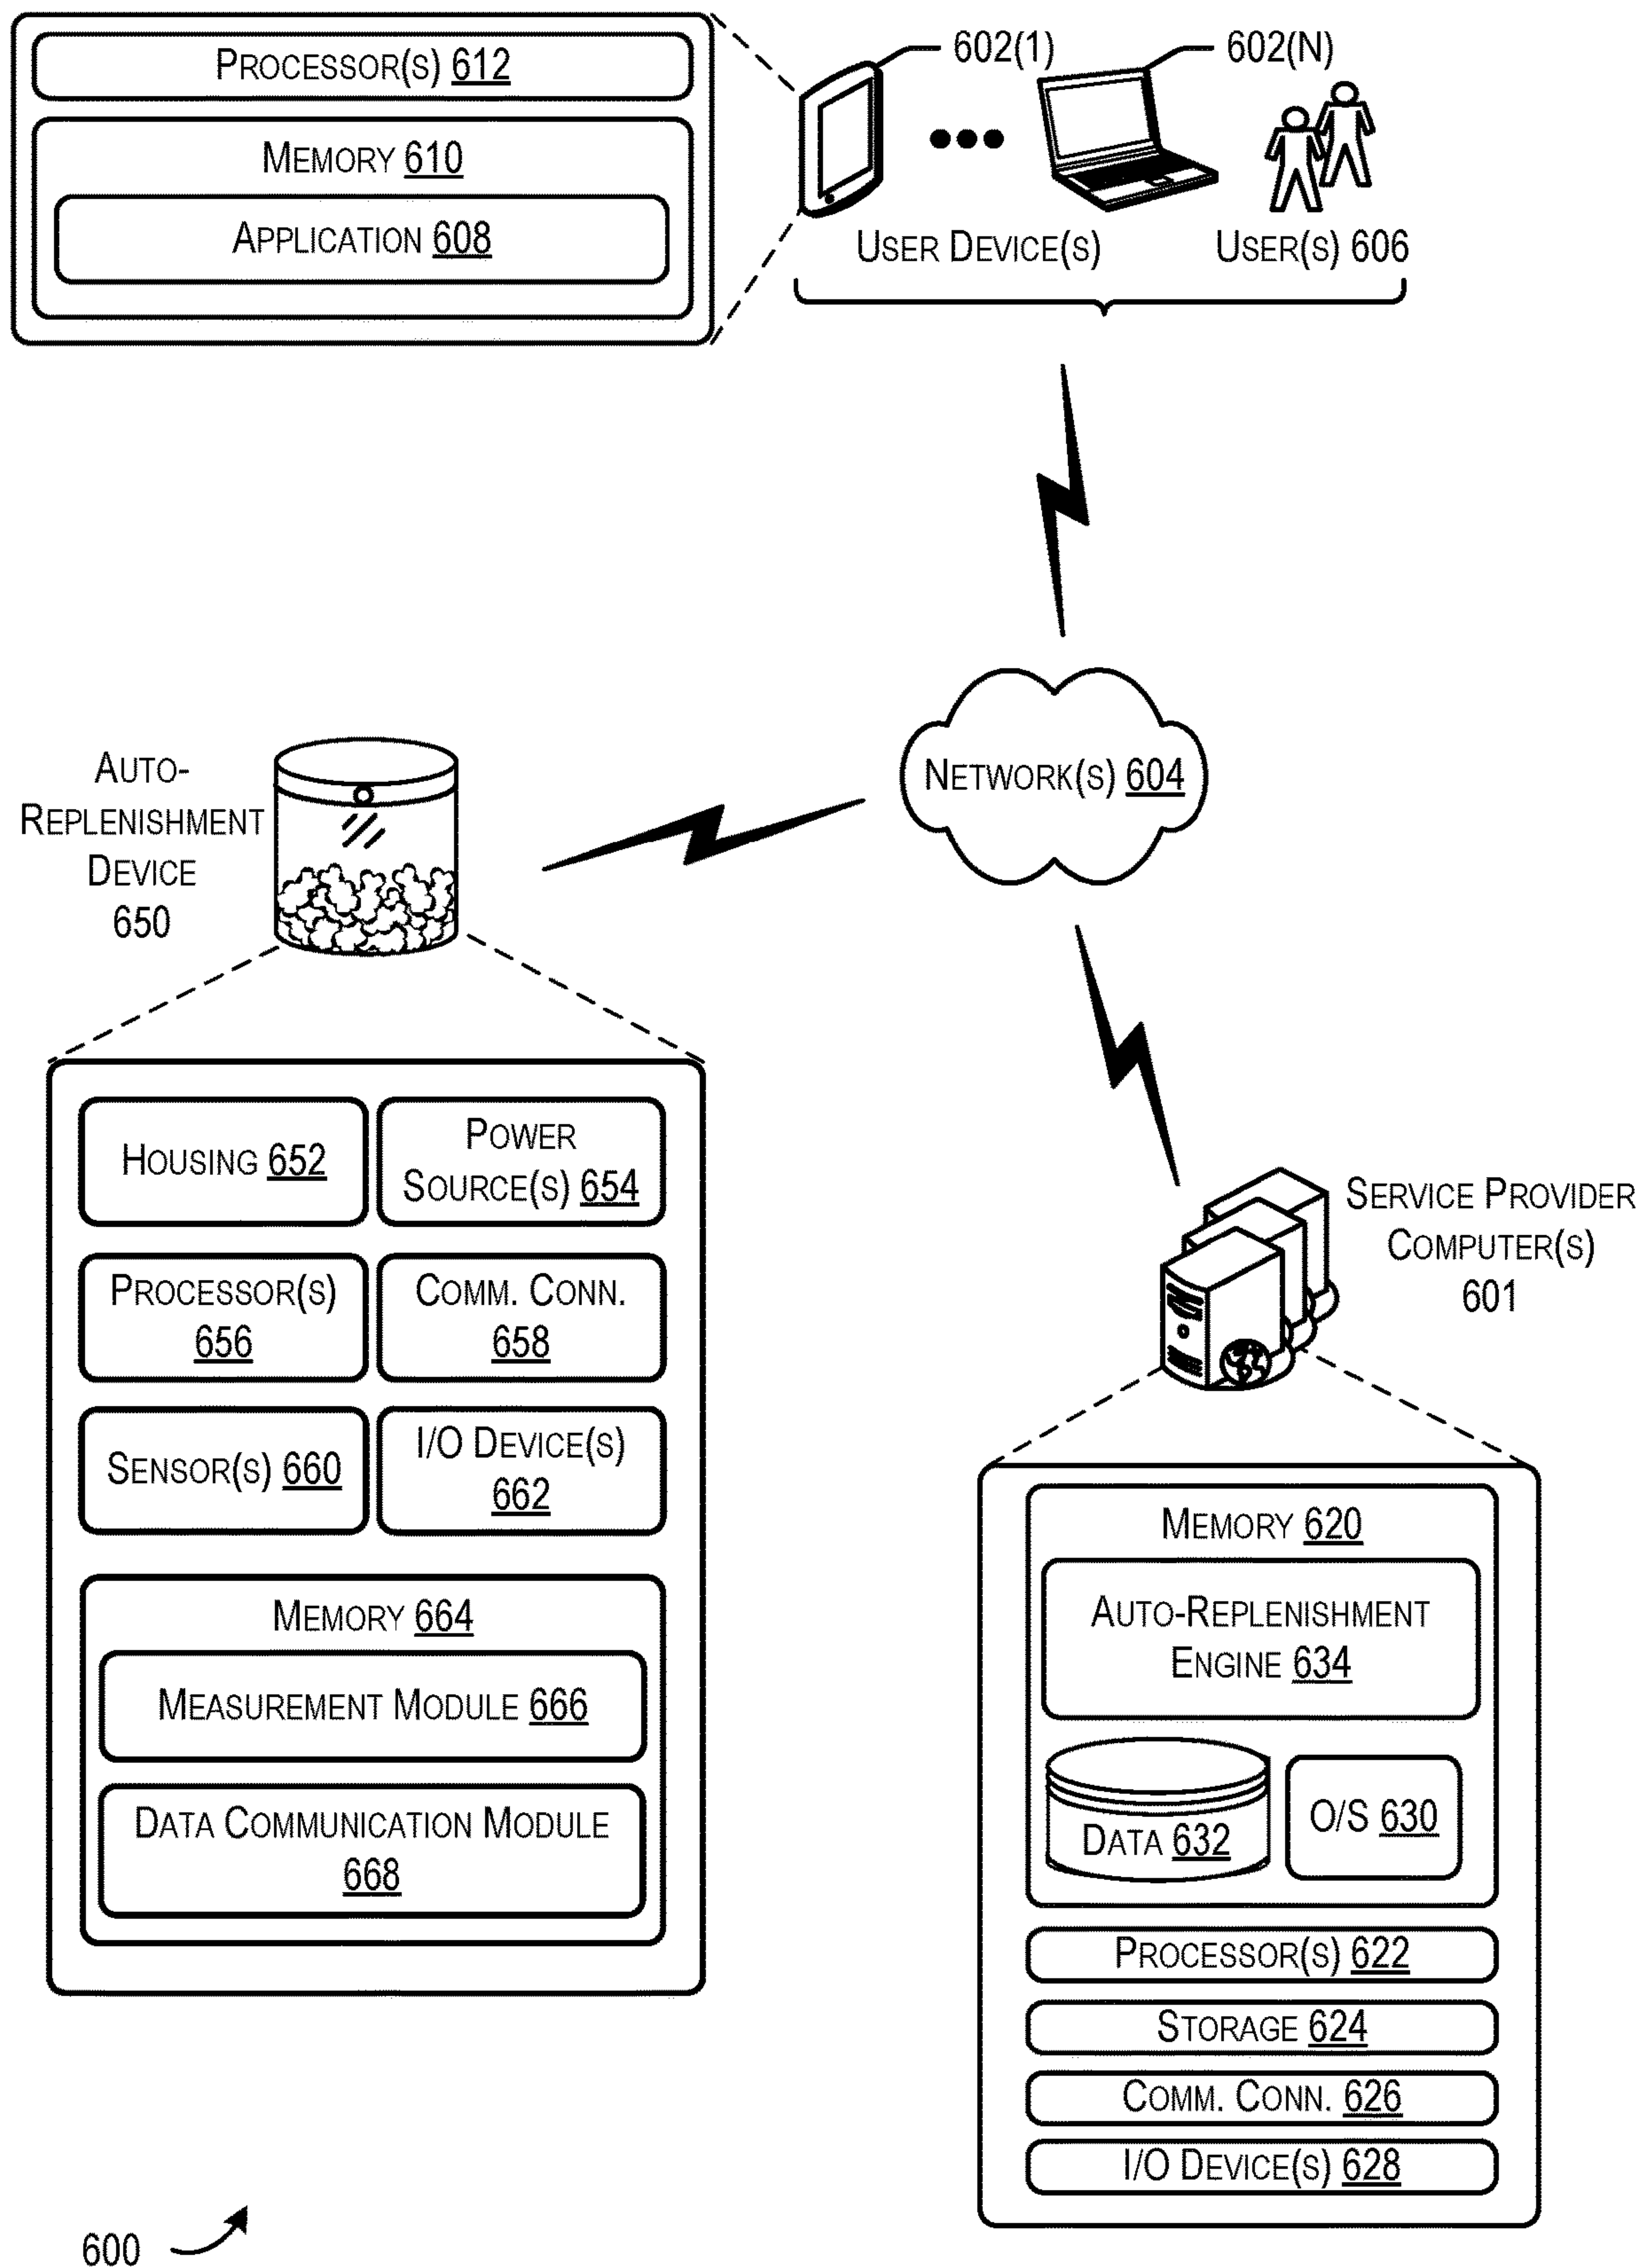 PROCESSOR(S) 612
MEMORY 610
APPLICATION 608
602(1)
602(N)
USER DEVICE(S)
USER(S) 606
NETWORK(S) 604
AUTO-
REPLENISHMENT
DEVICE
650
HOUSING 652
POWER
SOURCE(S) 654
PROCESSOR(S)
656
COMM. CONN.
658
SENSOR(S) 660
I/O DEVICE(S)
662
MEMORY 664
MEASUREMENT MODULE 666
DATA COMMUNICATION MODULE
668
SERVICE PROVIDER
COMPUTER(S)
601
MEMORY 620
AUTO-REPLENISHMENT
ENGINE 634
DATA 632
O/S 630
PROCESSOR(S) 622
STORAGE 624
COMM. CONN. 626
I/O DEVICE(S) 628
600